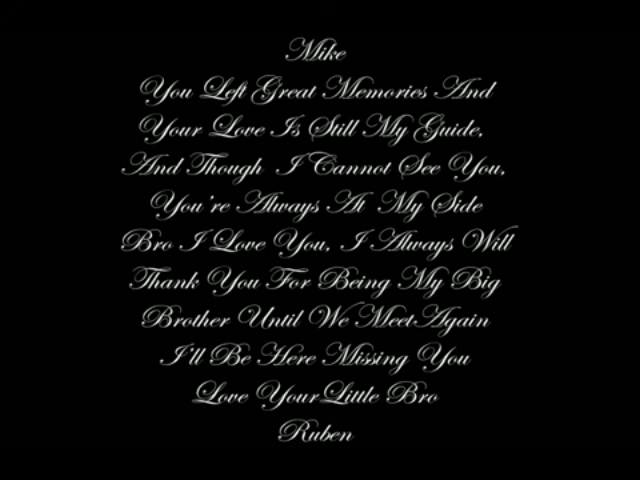 Mike
You Left Great Memories And
Your Love Is Still My Guide,
And Though I Cannot See You,
You're Always At My Side
Bro I Love You, I Always Will
Thank You For Being My Big
Brother Until We Meet Again
I'll Be Here Missing You
Love Your Little Bro
Ruben